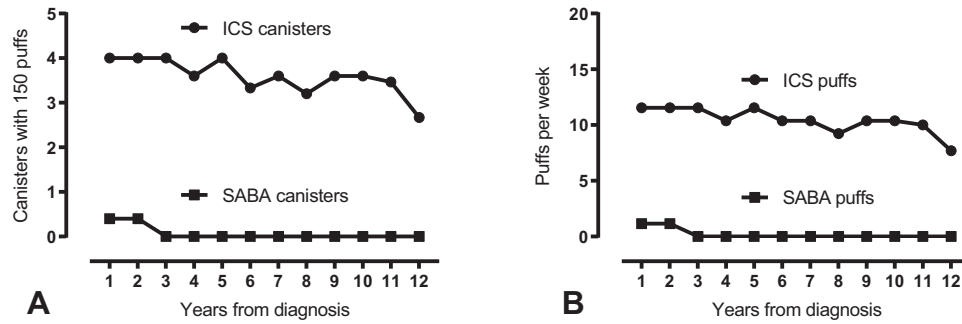 5
4
3
2
1
0
Canisters with 150 puffs
ICS canisters
SABA canisters
1 2 3 4 5 6 7 8 9 10 11 12
Years from diagnosis
A
20
15
10
5
0
Puffs per week
ICS puffs
SABA puffs
1 2 3 4 5 6 7 8 9 10 11 12
Years from diagnosis
B